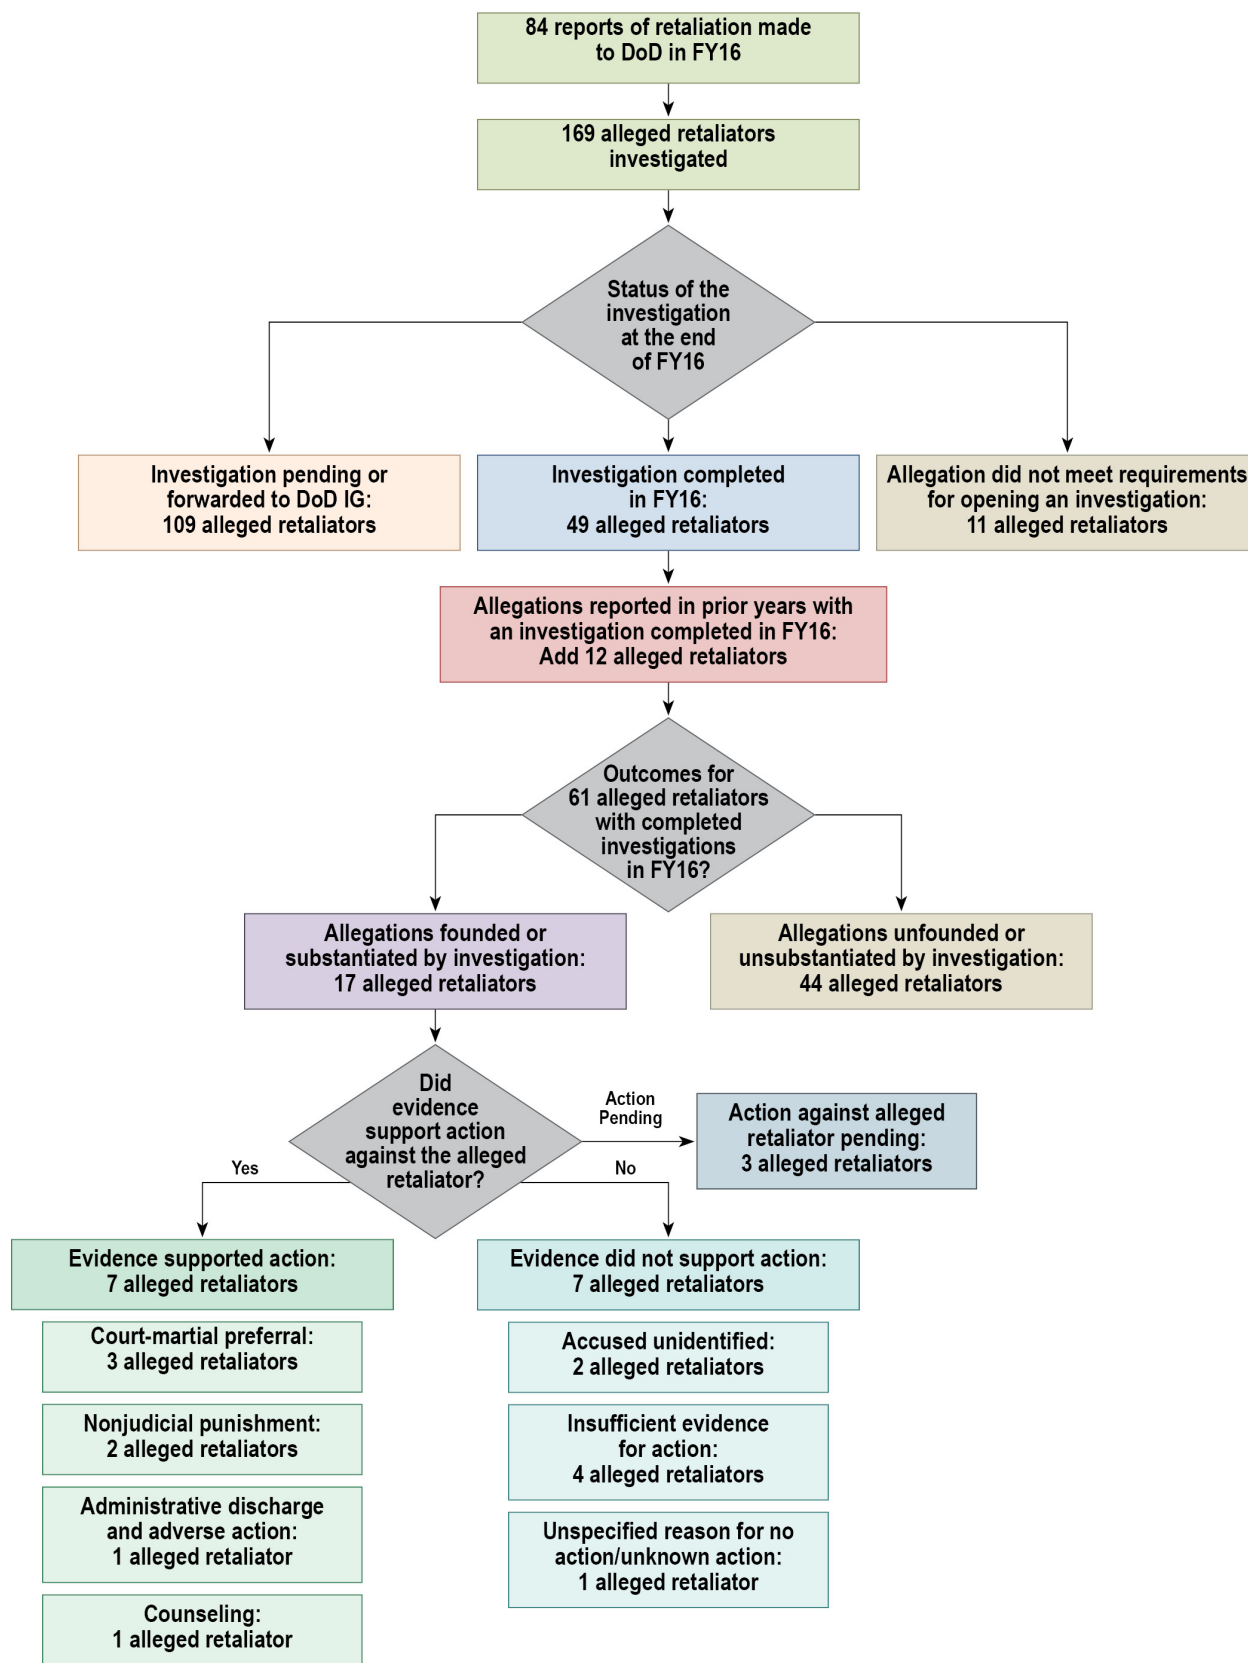 84 reports of retaliation made
to DoD in FY16
169 alleged retaliators
investigated
Status of the
investigation
at the end
of FY16
Investigation pending or
forwarded to DoD IG:
109 alleged retaliators
Investigation completed
in FY16:
49 alleged retaliators
Allegation did not meet requirements
for opening an investigation:
11 alleged retaliators
Allegations reported in prior years with
an investigation completed in FY16:
Add 12 alleged retaliators
Outcomes for
61 alleged retaliators
with completed
investigations
in FY16?
Allegations founded or
substantiated by investigation:
17 alleged retaliators
Allegations unfounded or
unsubstantiated by investigation:
44 alleged retaliators
Did
evidence
support action
against the alleged
retaliator?
Action
Pending
Action against alleged
retaliator pending:
3 alleged retaliators
Yes
No
Evidence supported action:
7 alleged retaliators
Court-martial preferral:
3 alleged retaliators
Nonjudicial punishment:
2 alleged retaliators
Administrative discharge
and adverse action:
1 alleged retaliator
Counseling:
1 alleged retaliator
Evidence did not support action:
7 alleged retaliators
Accused unidentified:
2 alleged retaliators
Insufficient evidence
for action:
4 alleged retaliators
Unspecified reason for no
action/unknown action:
1 alleged retaliator